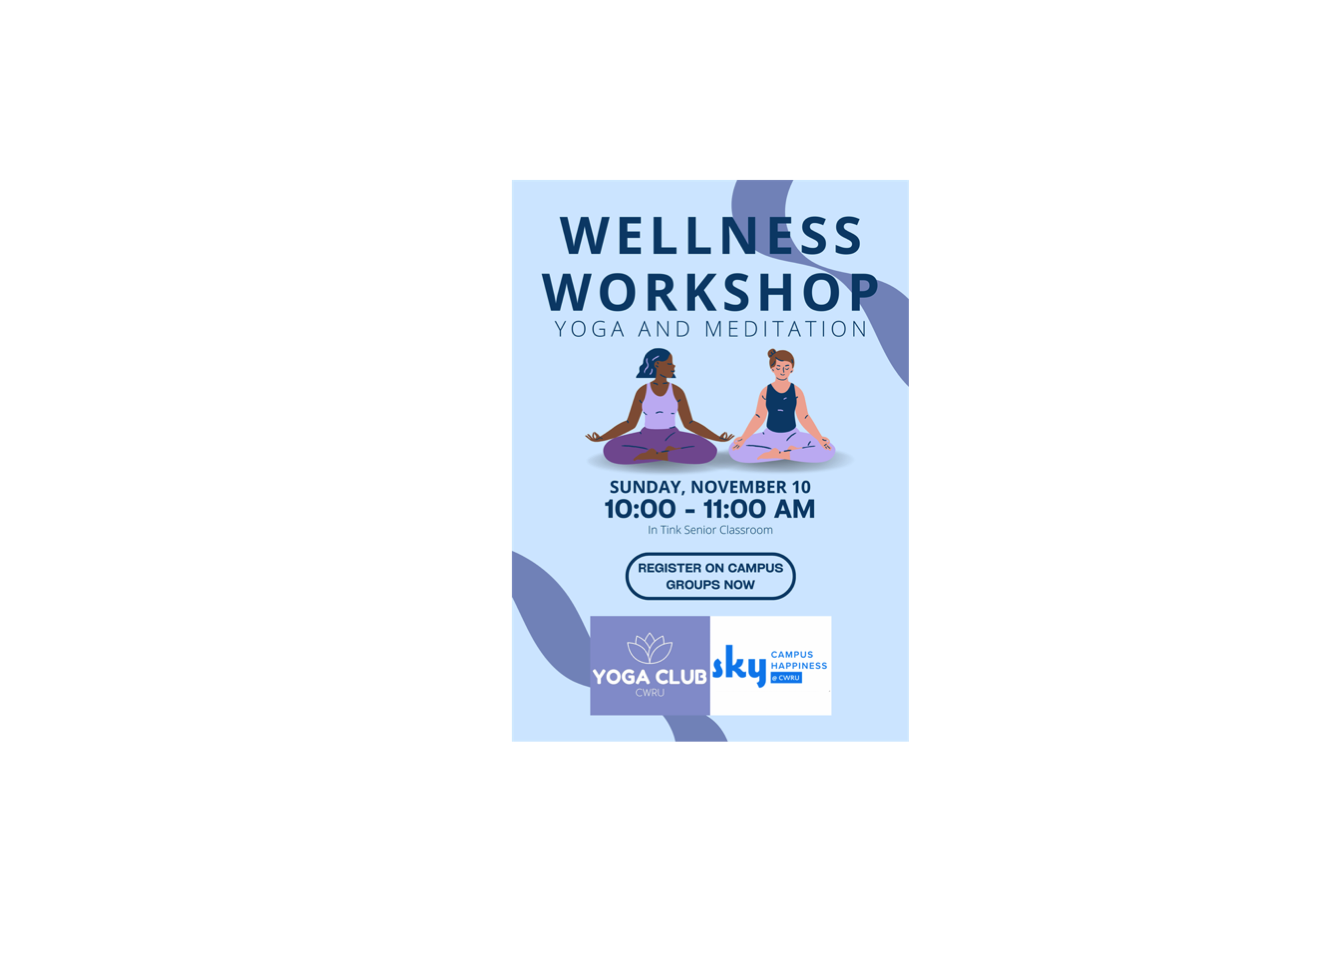 WELLNESS
WORKSHOP
YOGA AND MEDITATION
SUNDAY, NOVEMBER 10
10:00 - 11:00 AM
In Tink Senior Classroom
REGISTER ON CAMPUS
GROUPS NOW
YOGA CLUB
CWRU
sky
CAMPUS
HAPPINESS
@ CWRU